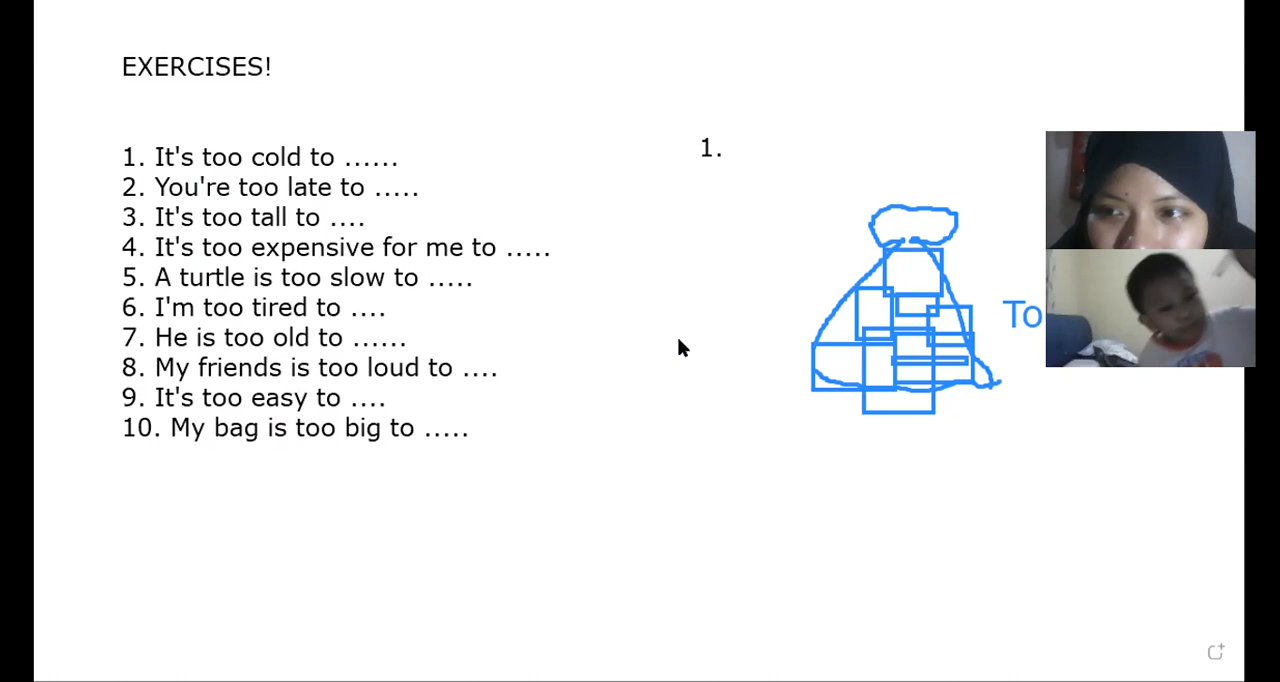 EXERCISES!
1. It's too cold to ......
2. You're too late to .....
3. It's too tall to ....
4. It's too expensive for me to .....
5. A turtle is too slow to .....
6. I'm too tired to ....
7. He is too old to ......
8. My friends is too loud to ....
9. It's too easy to ....
10. My bag is too big to .....
1.
To